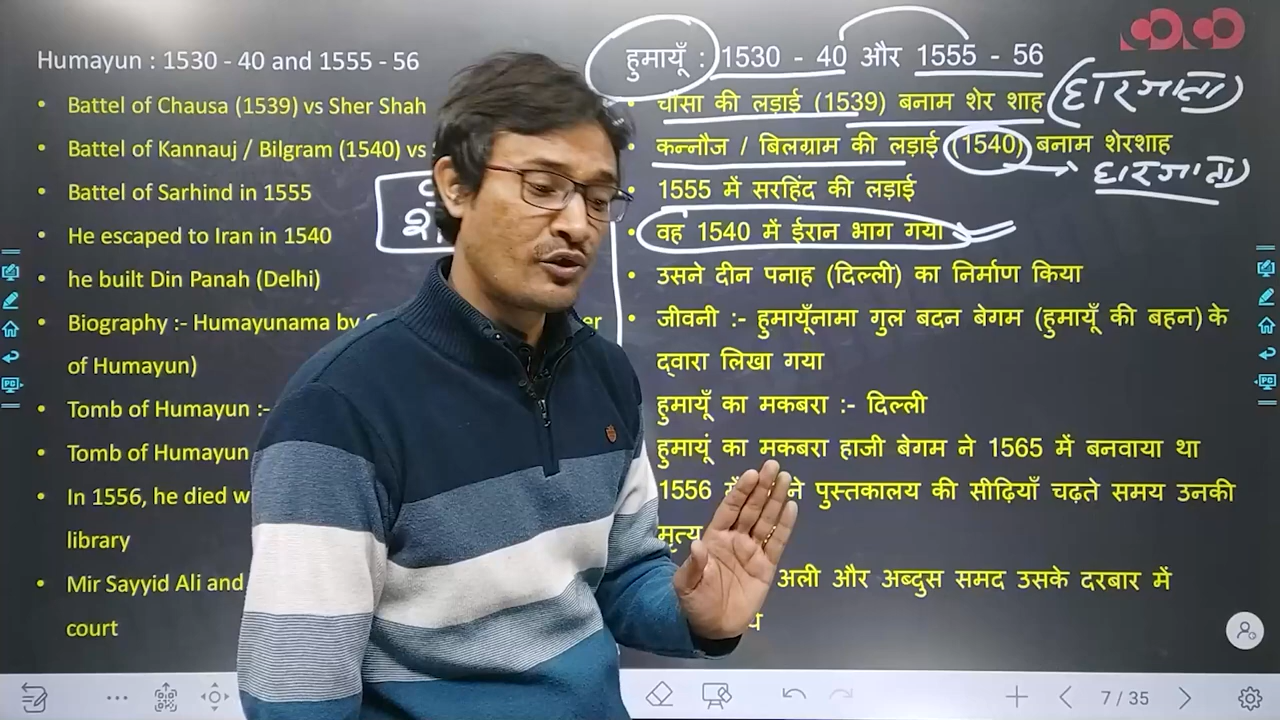 Humayun : 1530 - 40 and 1555 - 56
Battel of Chausa (1539) vs Sher Shah
Battel of Kannauj / Bilgram (1540) vs
Battel of Sarhind in 1555
He escaped to Iran in 1540
he built Din Panah (Delhi)
Biography :- Humayunama by
of Humayun)
Tomb of Humayun :-
Tomb of Humayun
In 1556, he died
library
Mir Sayyid Ali and
court
हुमायूँ : 1530 - 40 और 1555 - 56
चौसा की लड़ाई (1539) बनाम शेर शाह (हार जाता)
कन्नौज / बिलग्राम की लड़ाई (1540) बनाम शेरशाह
हार जाता
1555 में सरहिंद की लड़ाई
वह 1540 में ईरान भाग गया
उसने दीन पनाह (दिल्ली) का निर्माण किया
जीवनी :- हुमायूँनामा गुल बदन बेगम (हुमायूँ की बहन) के
द्वारा लिखा गया
हुमायूँ का मकबरा :- दिल्ली
हुमायूं का मकबरा हाजी बेगम ने 1565 में बनवाया था
1556 पुस्तकालय की सीढ़ियाँ चढ़ते समय उनकी
अली और अब्दुस समद उसके दरबार में
7 / 35